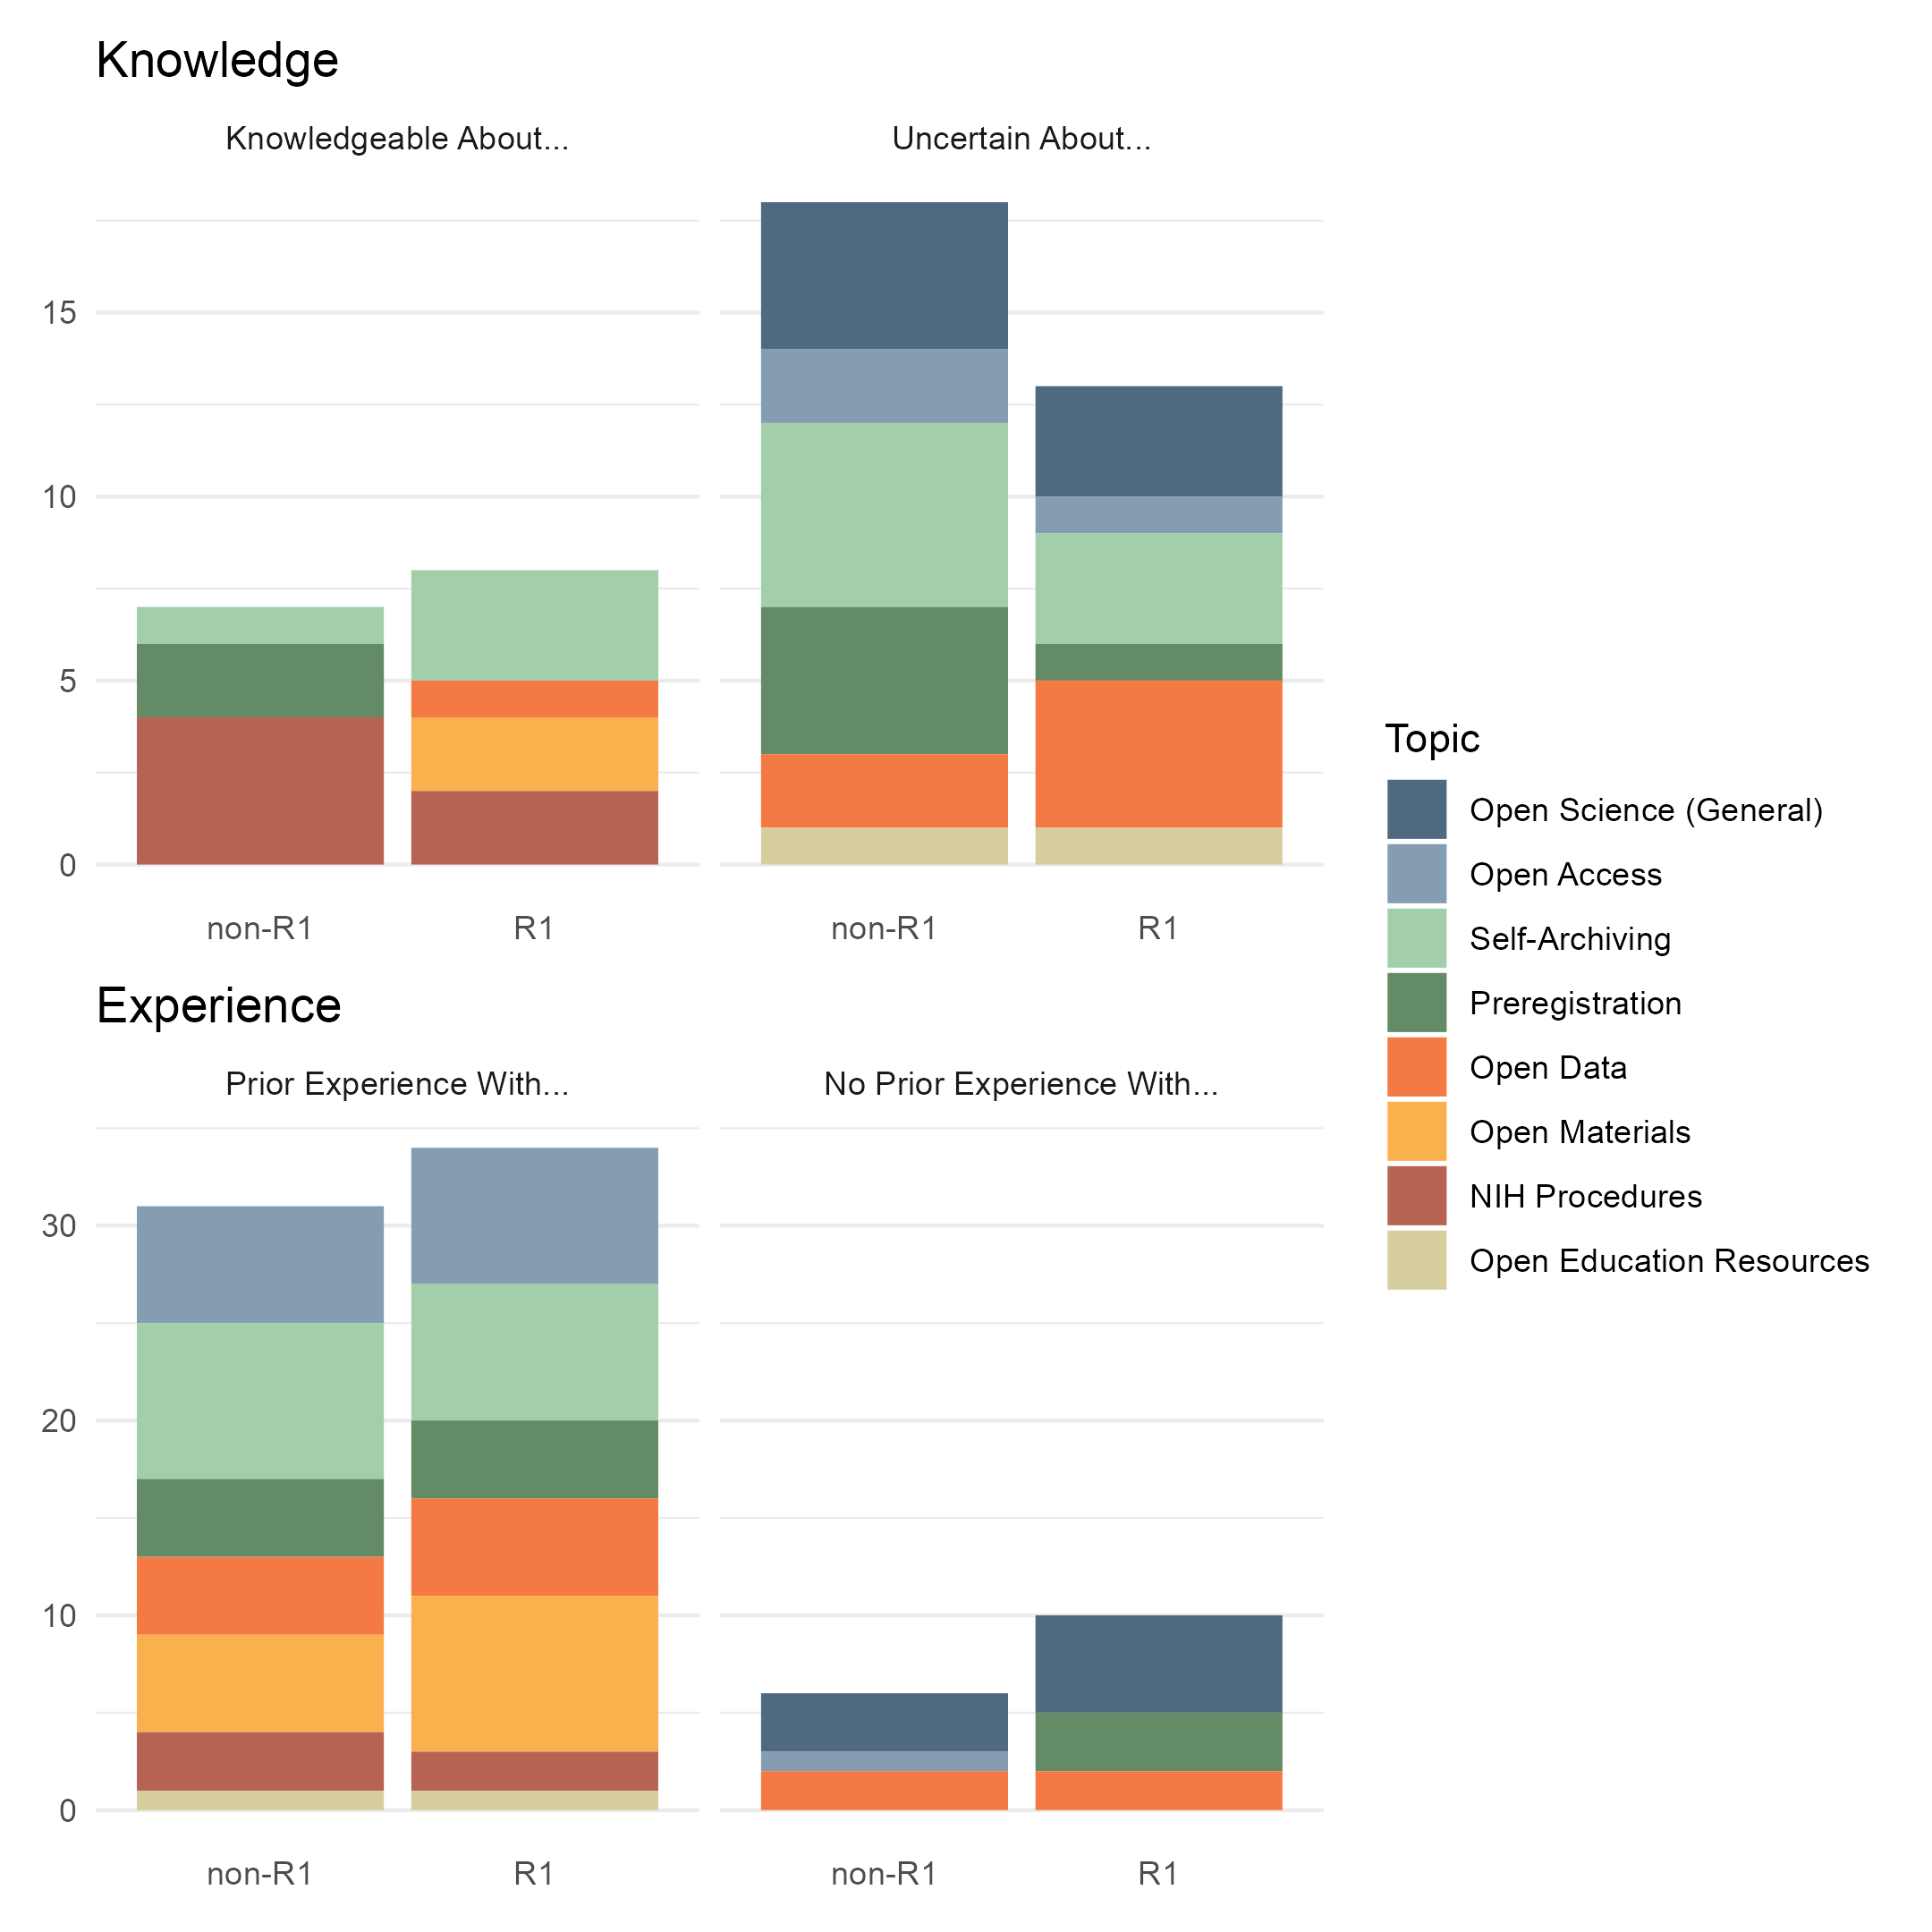 Knowledge
Knowledgeable About...
Uncertain About...
15
10
5
0
non-R1
R1
non-R1
R1
Experience
Prior Experience With...
No Prior Experience With...
30
20
10
0
non-R1
R1
non-R1
R1
Topic
Open Science (General)
Open Access
Self-Archiving
Preregistration
Open Data
Open Materials
NIH Procedures
Open Education Resources